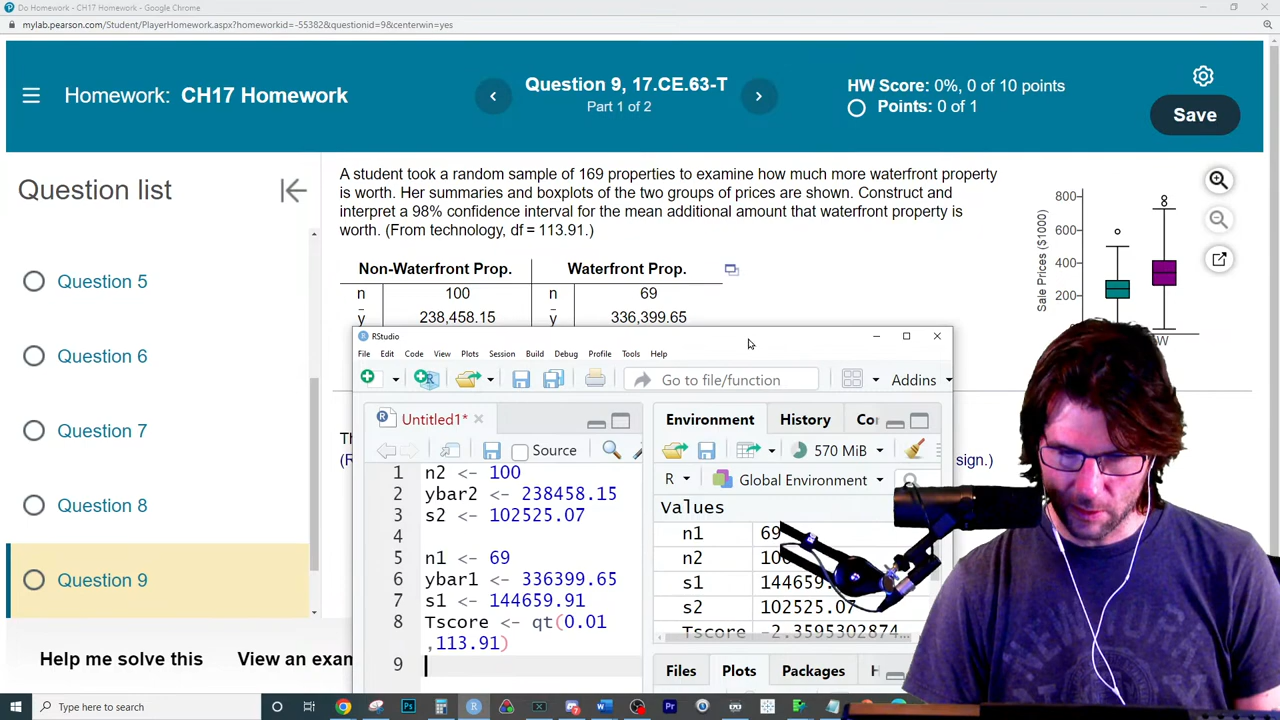 Do Homework - CH17 Homework - Google Chrome
mylab.pearson.com/Student/PlayerHomework.aspx?homeworkid=-55382&questionid=9&centerwin=yes
Homework: CH17 Homework
Question 9, 17.CE.63-T
Part 1 of 2
HW Score: 0%, 0 of 10 points
Points: 0 of 1
Save
Question list
Question 5
Question 6
Question 7
Question 8
Question 9
Help me solve this
View an exam
A student took a random sample of 169 properties to examine how much more waterfront property
is worth. Her summaries and boxplots of the two groups of prices are shown. Construct and
interpret a 98% confidence interval for the mean additional amount that waterfront property is
worth. (From technology, df = 113.91.)
Non-Waterfront Prop. Waterfront Prop.
n 100 n 69
y 238,458.15 y 336,399.65
Sale Prices ($1000)
800
600
400
200
W
Th
(R
sign.)
RStudio
File Edit Code View Plots Session Build Debug Profile Tools Help
Go to file/function
Addins
Untitled1*
Source
1 n2 <- 100
2 ybar2 <- 238458.15
3 s2 <- 102525.07
4
5 n1 <- 69
6 ybar1 <- 336399.65
7 s1 <- 144659.91
8 Tscore <- qt(0.01
,113.91)
9
Environment History Co
570 MiB
R Global Environment
Values
n1 69
n2 100
s1 144659.
s2 102525.07
Tscore -2.3595302874...
Files Plots Packages H
Type here to search